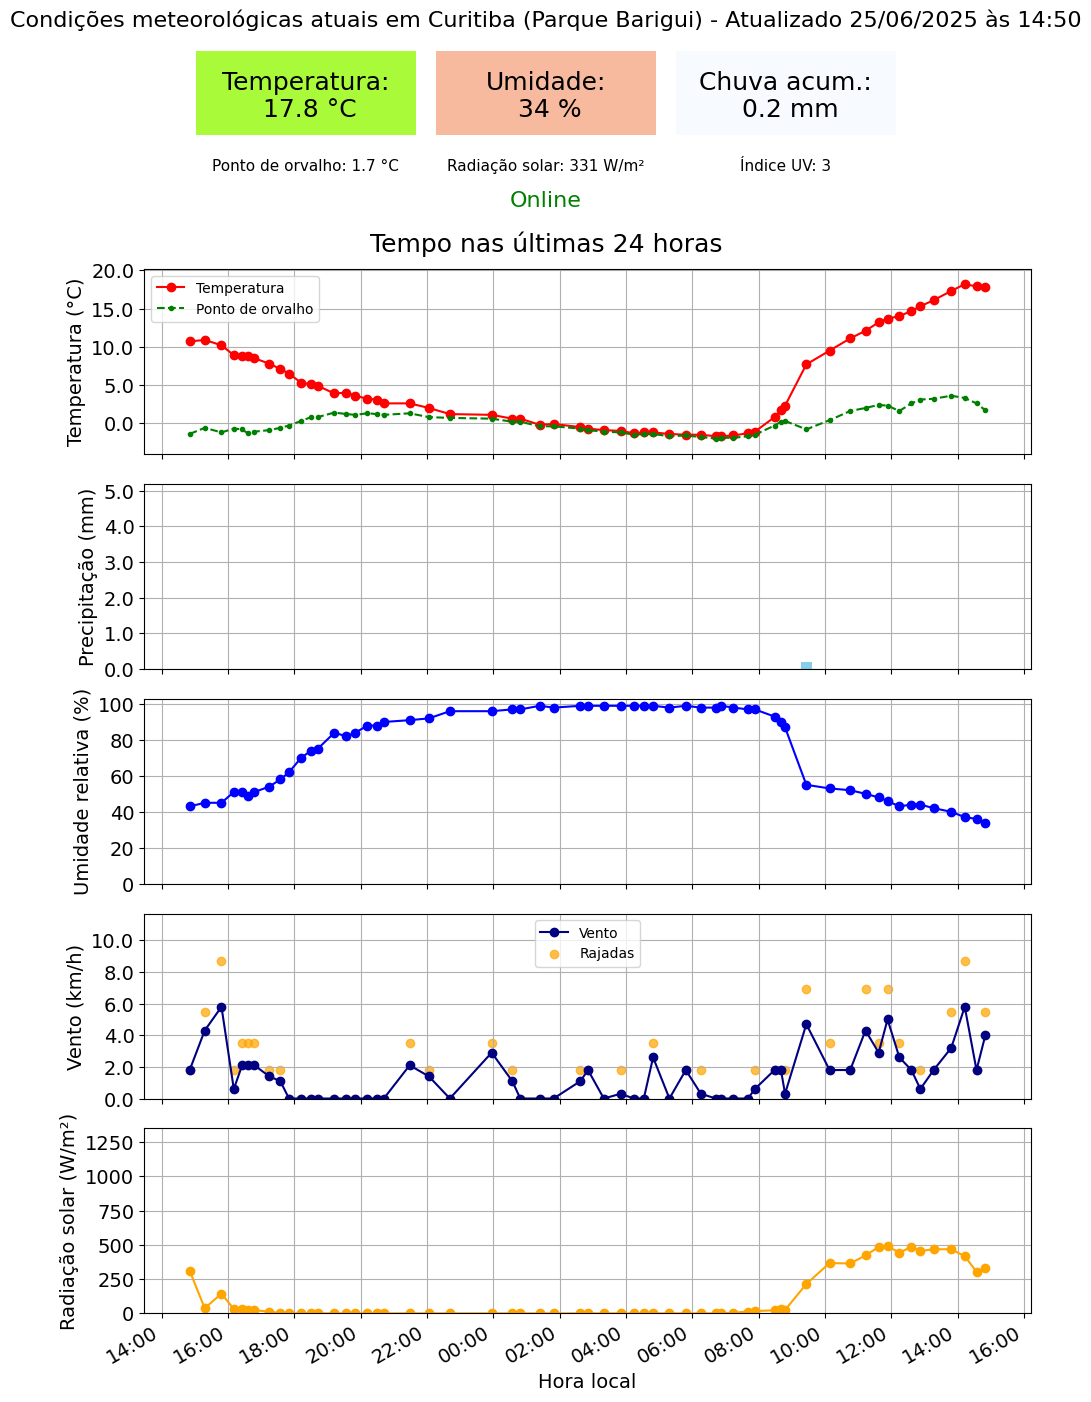 Condições meteorológicas atuais em Curitiba (Parque Barigui) - Atualizado 25/06/2025 às 14:50
Temperatura:
17.8 °C
Umidade:
34 %
Chuva acum.:
0.2 mm
Ponto de orvalho: 1.7 °C
Radiação solar: 331 W/m²
Índice UV: 3
Online
Tempo nas últimas 24 horas
Temperatura (°C)
20.0
15.0
10.0
5.0
0.0
Temperatura
Ponto de orvalho
Precipitação (mm)
5.0
4.0
3.0
2.0
1.0
0.0
Umidade relativa (%)
100
80
60
40
20
0
Vento (km/h)
10.0
8.0
6.0
4.0
2.0
0.0
Vento
Rajadas
Radiação solar (W/m²)
1250
1000
750
500
250
0
14:00
16:00
18:00
20:00
22:00
00:00
02:00
04:00
06:00
08:00
10:00
12:00
14:00
16:00
Hora local